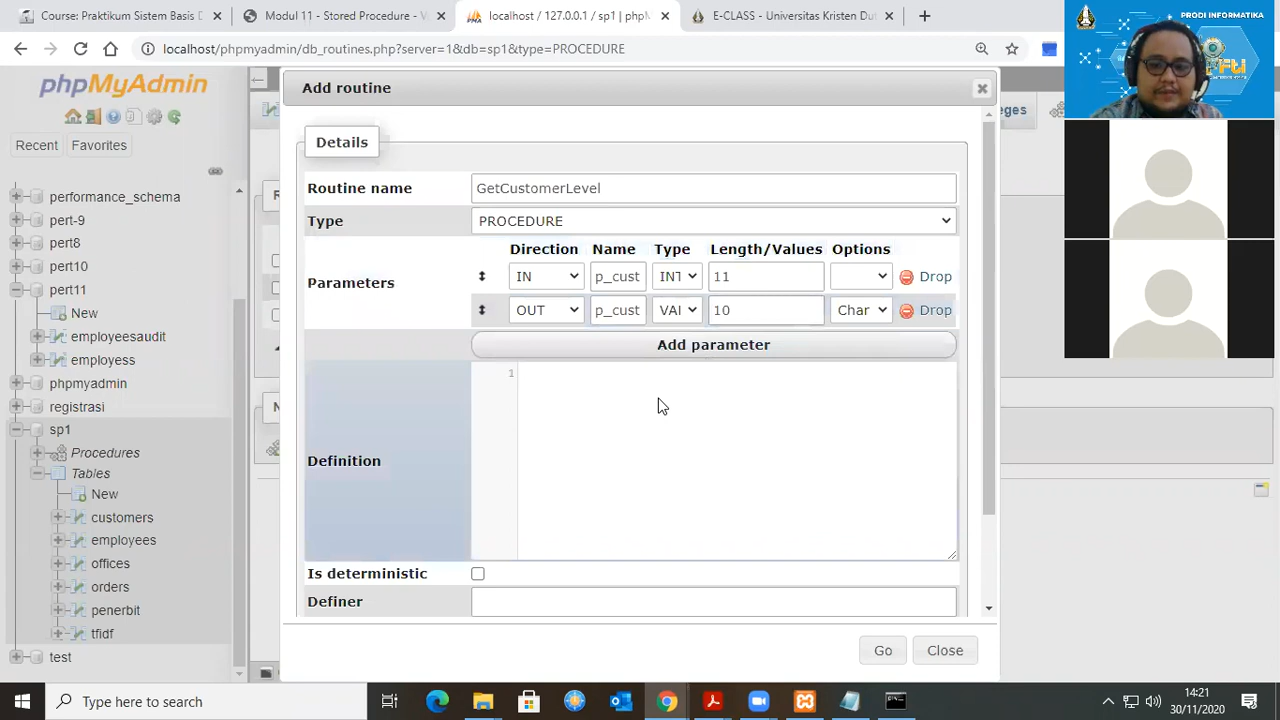 Course: Praktikum Sistem Basis D
Modul 11 - Stored Procedure - V
localhost / 127.0.0.1 / sp1 | phpM
E-CLASS - Universitas Kristen D
localhost/phpmyadmin/db_routines.php?server=1&db=sp1&type=PROCEDURE
PRODI INFORMATIKA
phpMyAdmin
Recent
Favorites
performance_schema
pert-9
pert8
pert10
pert11
New
employeesaudit
employess
phpmyadmin
registrasi
sp1
Procedures
Tables
New
customers
employees
offices
orders
penerbit
tfidf
test
Add routine
Details
Routine name
GetCustomerLevel
Type
PROCEDURE
Parameters
Direction Name Type Length/Values Options
IN p_cust INT 11 Drop
OUT p_cust VAI 10 Char Drop
Add parameter
Definition
1
Is deterministic
Definer
Go
Close
Type here to search
14:21
30/11/2020